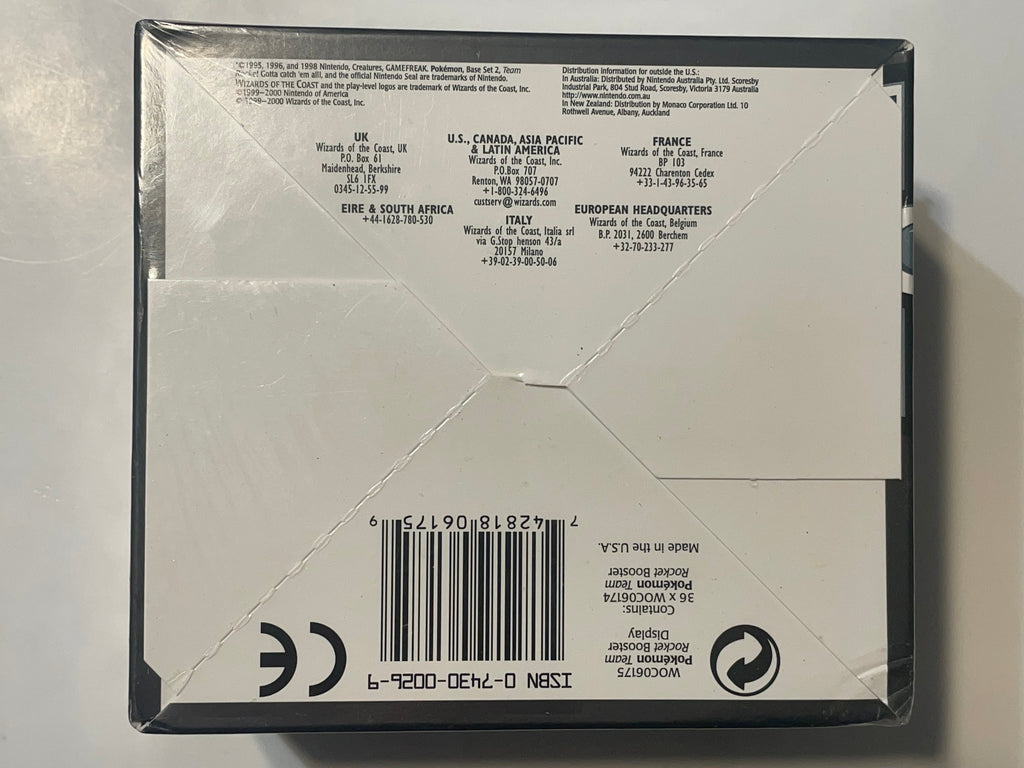 ©1995, 1996, and 1998 Nintendo, Creatures, GAMEFREAK. Pokémon, Base Set 2, Team
Rocket Gotta catch 'em all!, and the official Nintendo Seal are trademarks of Nintendo.
WIZARDS OF THE COAST and the play-level logos are trademark of Wizards of the Coast, Inc.
©1999-2000 Nintendo of America
© 1999-2000 Wizards of the Coast, Inc.
Distribution information for outside the U.S.:
In Australia: Distributed by Nintendo Australia Pty. Ltd. Scoresby
Industrial Park, 804 Stud Road, Scoresby, Victoria 3179 Australia
http://www.nintendo.com.au
In New Zealand: Distribution by Monaco Corporation Ltd. 10
Rothwell Avenue, Albany, Auckland
UK
Wizards of the Coast, UK
P.O. Box 61
Maidenhead, Berkshire
SL6 1FX
0345-12-55-99
U.S., CANADA, ASIA PACIFIC
& LATIN AMERICA
Wizards of the Coast, Inc.
P.O.Box 707
Renton, WA 98057-0707
+1-800-324-6496
custserv@wizards.com
FRANCE
Wizards of the Coast, France
BP 103
94222 Charenton Cedex
+33-1-43-96-35-65
EIRE & SOUTH AFRICA
+44-1628-780-530
ITALY
Wizards of the Coast, Italia srl
via G.Stop henson 43/a
20157 Milano
+39-02-39-00-50-06
EUROPEAN HEADQUARTERS
Wizards of the Coast, Belgium
B.P. 2031, 2600 Berchem
+32-70-233-277
WOC06175
Pokémon Team
Rocket Booster
Display
Contains:
36 x WOC06174
Pokémon Team
Rocket Booster
Made in the U.S.A.
ISBN 0-7430-0026-9
7 42818 06175 9
CE